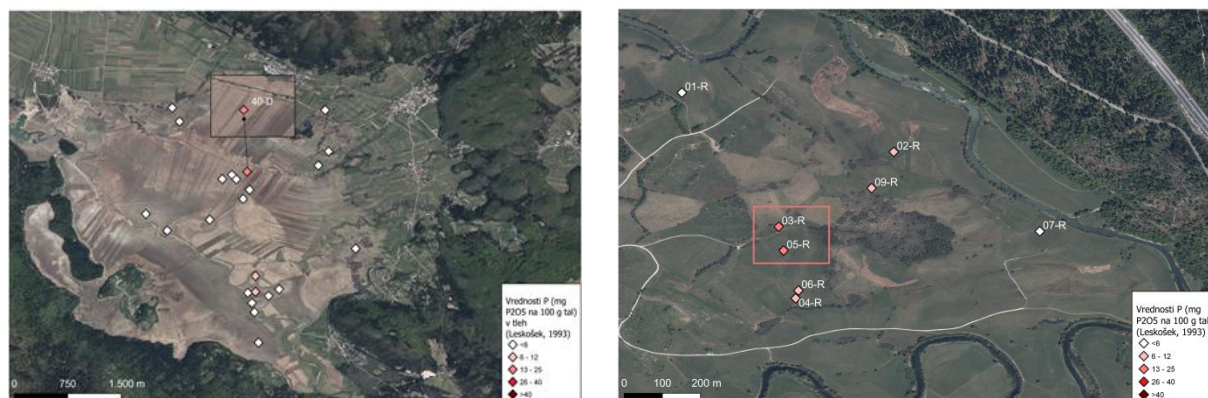 40-D
Vrednosti P (mg
P2O5 na 100 g tal)
v tleh
(Leskošek, 1993)
<6
6 - 12
13 - 25
26 - 40
>40
0 750 1.500 m
01-R
02-R
09-R
03-R
05-R
07-R
06-R
04-R
Vrednosti P (mg
P2O5 na 100 g tal
v tleh
(Leskošek, 1993)
<6
6 - 12
13 - 25
26 - 40
>40
0 100 200 m